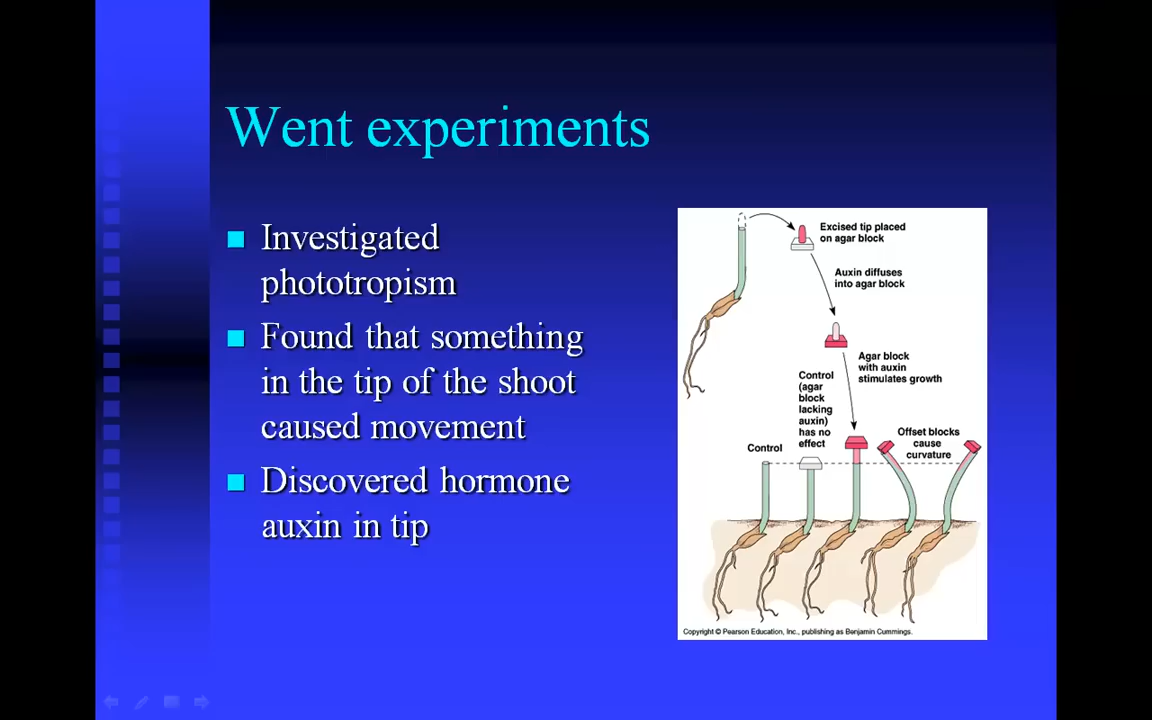 Went experiments
Investigated
phototropism
Found that something
in the tip of the shoot
caused movement
Discovered hormone
auxin in tip
Excised tip placed
on agar block
Auxin diffuses
into agar block
Agar block
with auxin
stimulates growth
Control
(agar
block
lacking
auxin)
has no
effect
Control
Offset blocks
cause
curvature
Copyright © Pearson Education, Inc., publishing as Benjamin Cummings.